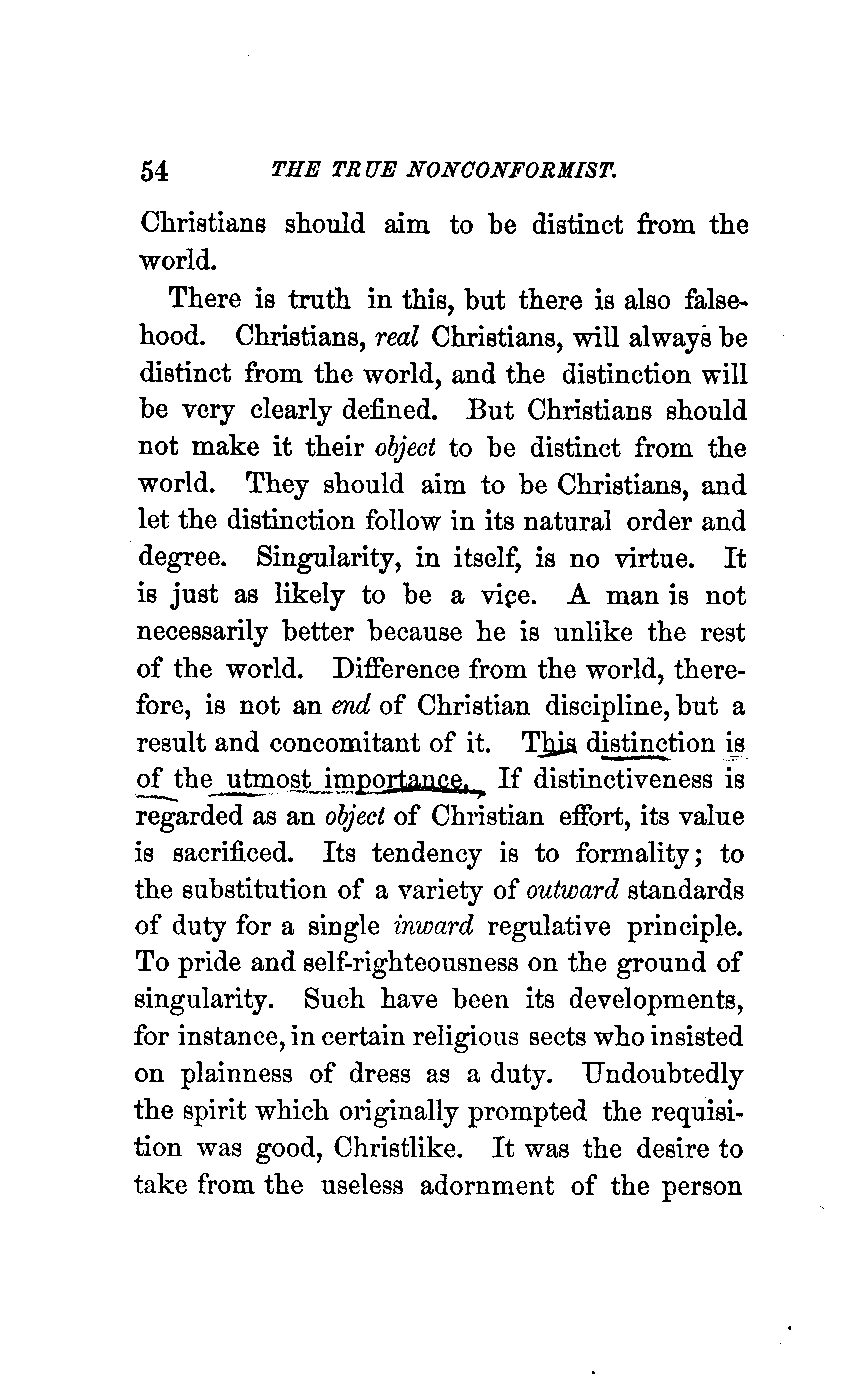 54 THE TRUE NONCONFORMIST.
Christians should aim to be distinct from the
world.
There is truth in this, but there is also false-
hood. Christians, real Christians, will always be
distinct from the world, and the distinction will
be very clearly defined. But Christians should
not make it their object to be distinct from the
world. They should aim to be Christians, and
let the distinction follow in its natural order and
degree. Singularity, in itself, is no virtue. It
is just as likely to be a vice. A man is not
necessarily better because he is unlike the rest
of the world. Difference from the world, there-
fore, is not an end of Christian discipline, but a
result and concomitant of it. This distinction is
of the utmost importance. If distinctiveness is
regarded as an object of Christian effort, its value
is sacrificed. Its tendency is to formality; to
the substitution of a variety of outward standards
of duty for a single inward regulative principle.
To pride and self-righteousness on the ground of
singularity. Such have been its developments,
for instance, in certain religious sects who insisted
on plainness of dress as a duty. Undoubtedly
the spirit which originally prompted the requisi-
tion was good, Christlike. It was the desire to
take from the useless adornment of the person